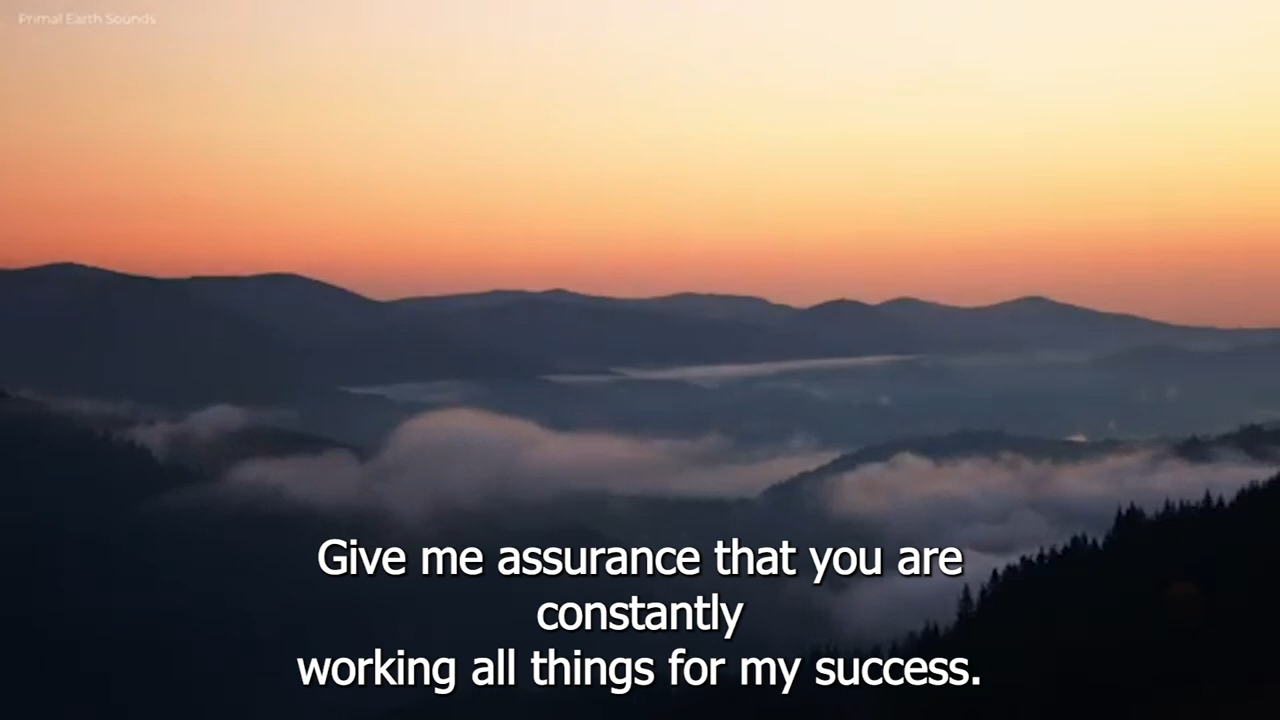 Primal Earth Sounds
Give me assurance that you are
constantly
working all things for my success.